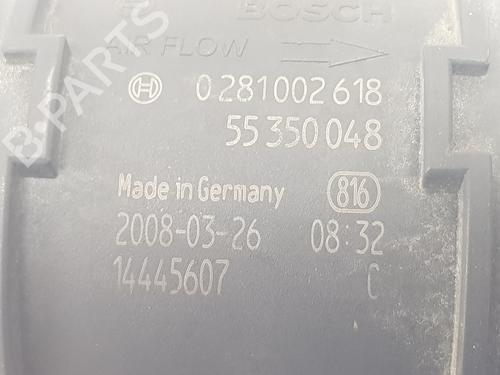 BOSCH
AIR FLOW
0 281 002 618
55 350 048
Made in Germany 816
2008-03-26 08:32
14445607 C
B-PARTS